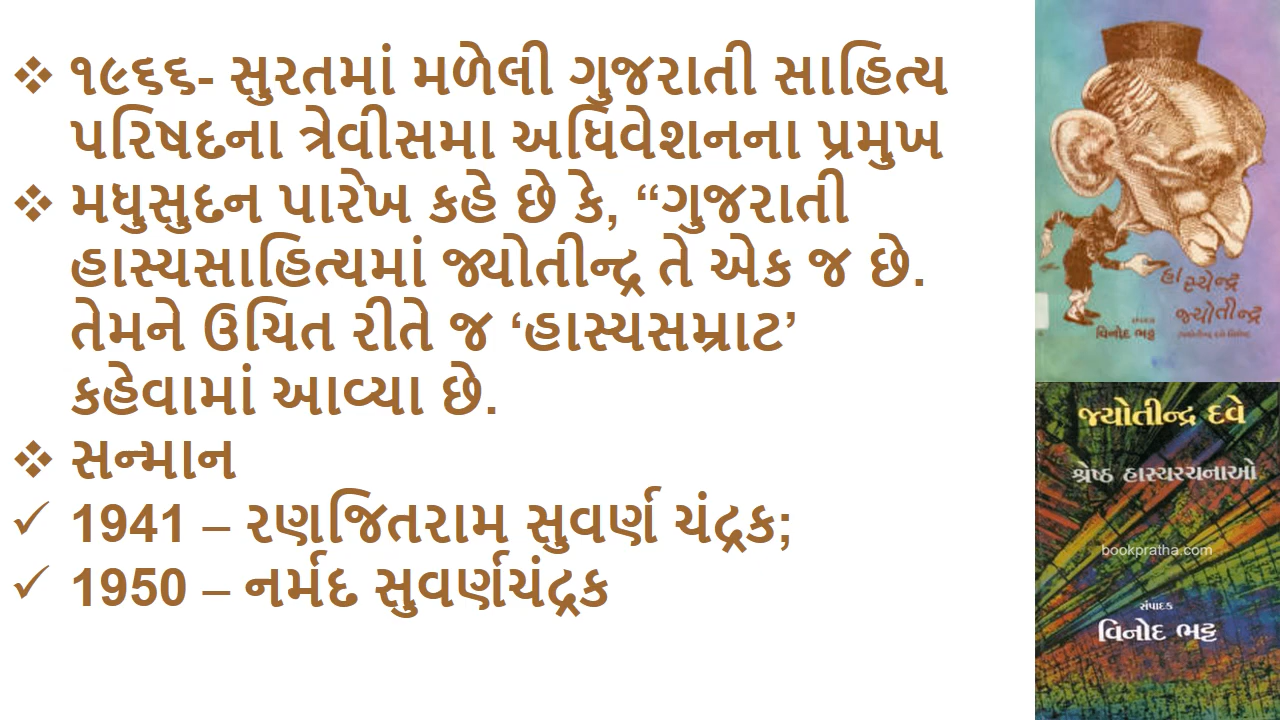 ❖ ૧૯૬૬- સુરતમાં મળેલી ગુજરાતી સાહિત્ય
પરિષદના ત્રેવીસમા અધિવેશનના પ્રમુખ
❖ મધુસુદન પારેખ કહે છે કે, “ગુજરાતી
હાસ્યસાહિત્યમાં જ્યોતીન્દ્ર તે એક જ છે.
તેમને ઉચિત રીતે જ ‘હાસ્યસમ્રાટ’
કહેવામાં આવ્યા છે.
❖ સન્માન
✓ 1941 – રણજિતરામ સુવર્ણ ચંદ્રક;
✓ 1950 – નર્મદ સુવર્ણચંદ્રક
હાસ્યેન્દ્ર
જ્યોતીન્દ્ર
સંપાદક
વિનોદ ભટ્ટ
જ્યોતીન્દ્ર દવે
શ્રેષ્ઠ હાસ્યરચનાઓ
bookpratha.com
સંપાદક
વિનોદ ભટ્ટ